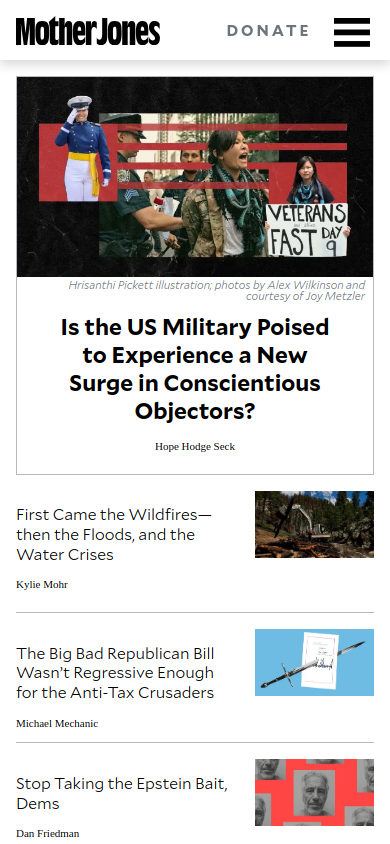 Mother Jones
DONATE
VETERANS
FAST DAY
9
Hrisanthi Pickett illustration; photos by Alex Wilkinson and
courtesy of Joy Metzler
Is the US Military Poised
to Experience a New
Surge in Conscientious
Objectors?
Hope Hodge Seck
First Came the Wildfires—
then the Floods, and the
Water Crises
Kylie Mohr
The Big Bad Republican Bill
Wasn’t Regressive Enough
for the Anti-Tax Crusaders
Michael Mechanic
Stop Taking the Epstein Bait,
Dems
Dan Friedman